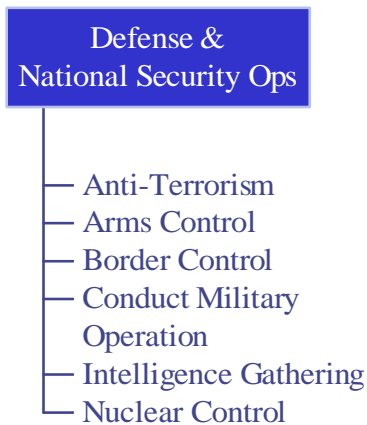 Defense &
National Security Ops
Anti-Terrorism
Arms Control
Border Control
Conduct Military
Operation
Intelligence Gathering
Nuclear Control